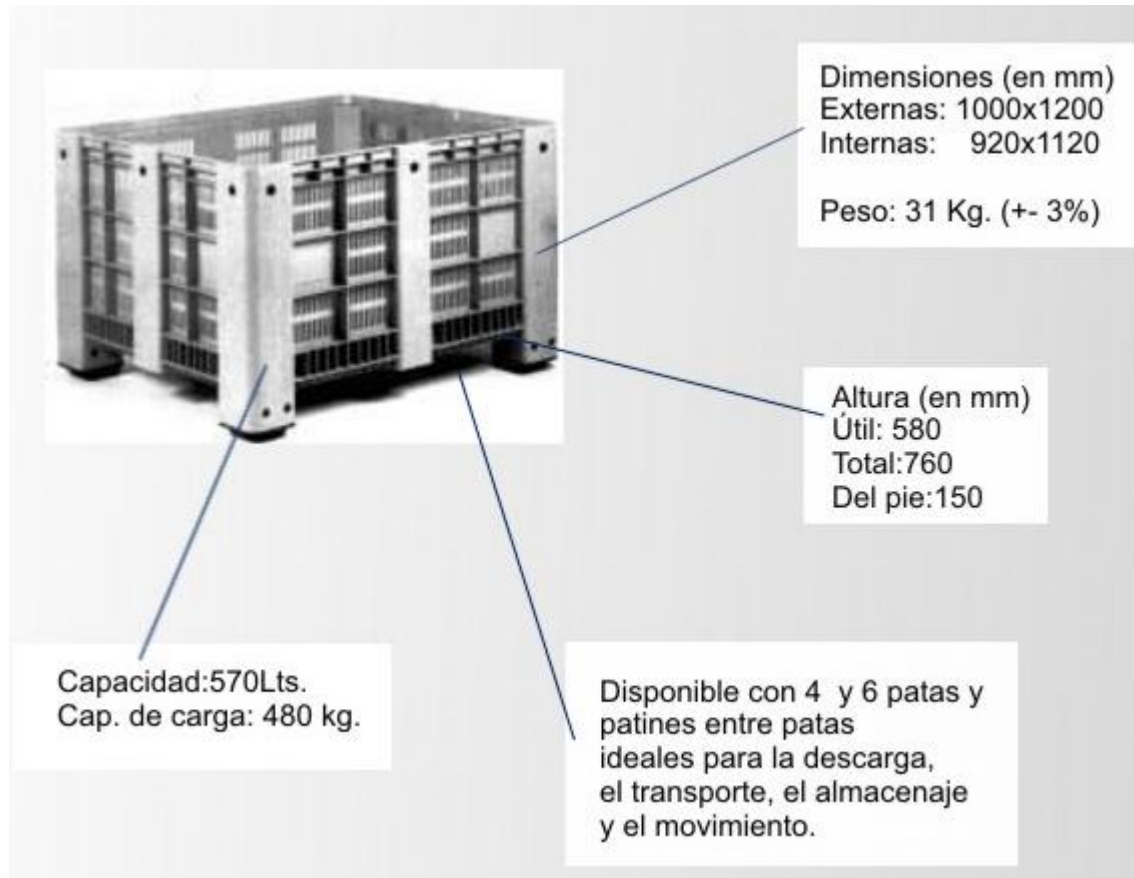 Dimensiones (en mm)
Externas: 1000x1200
Internas: 920x1120
Peso: 31 Kg. (+- 3%)
Altura (en mm)
Útil: 580
Total:760
Del pie:150
Capacidad:570Lts.
Cap. de carga: 480 kg.
Disponible con 4 y 6 patas y
patines entre patas
ideales para la descarga,
el transporte, el almacenaje
y el movimiento.